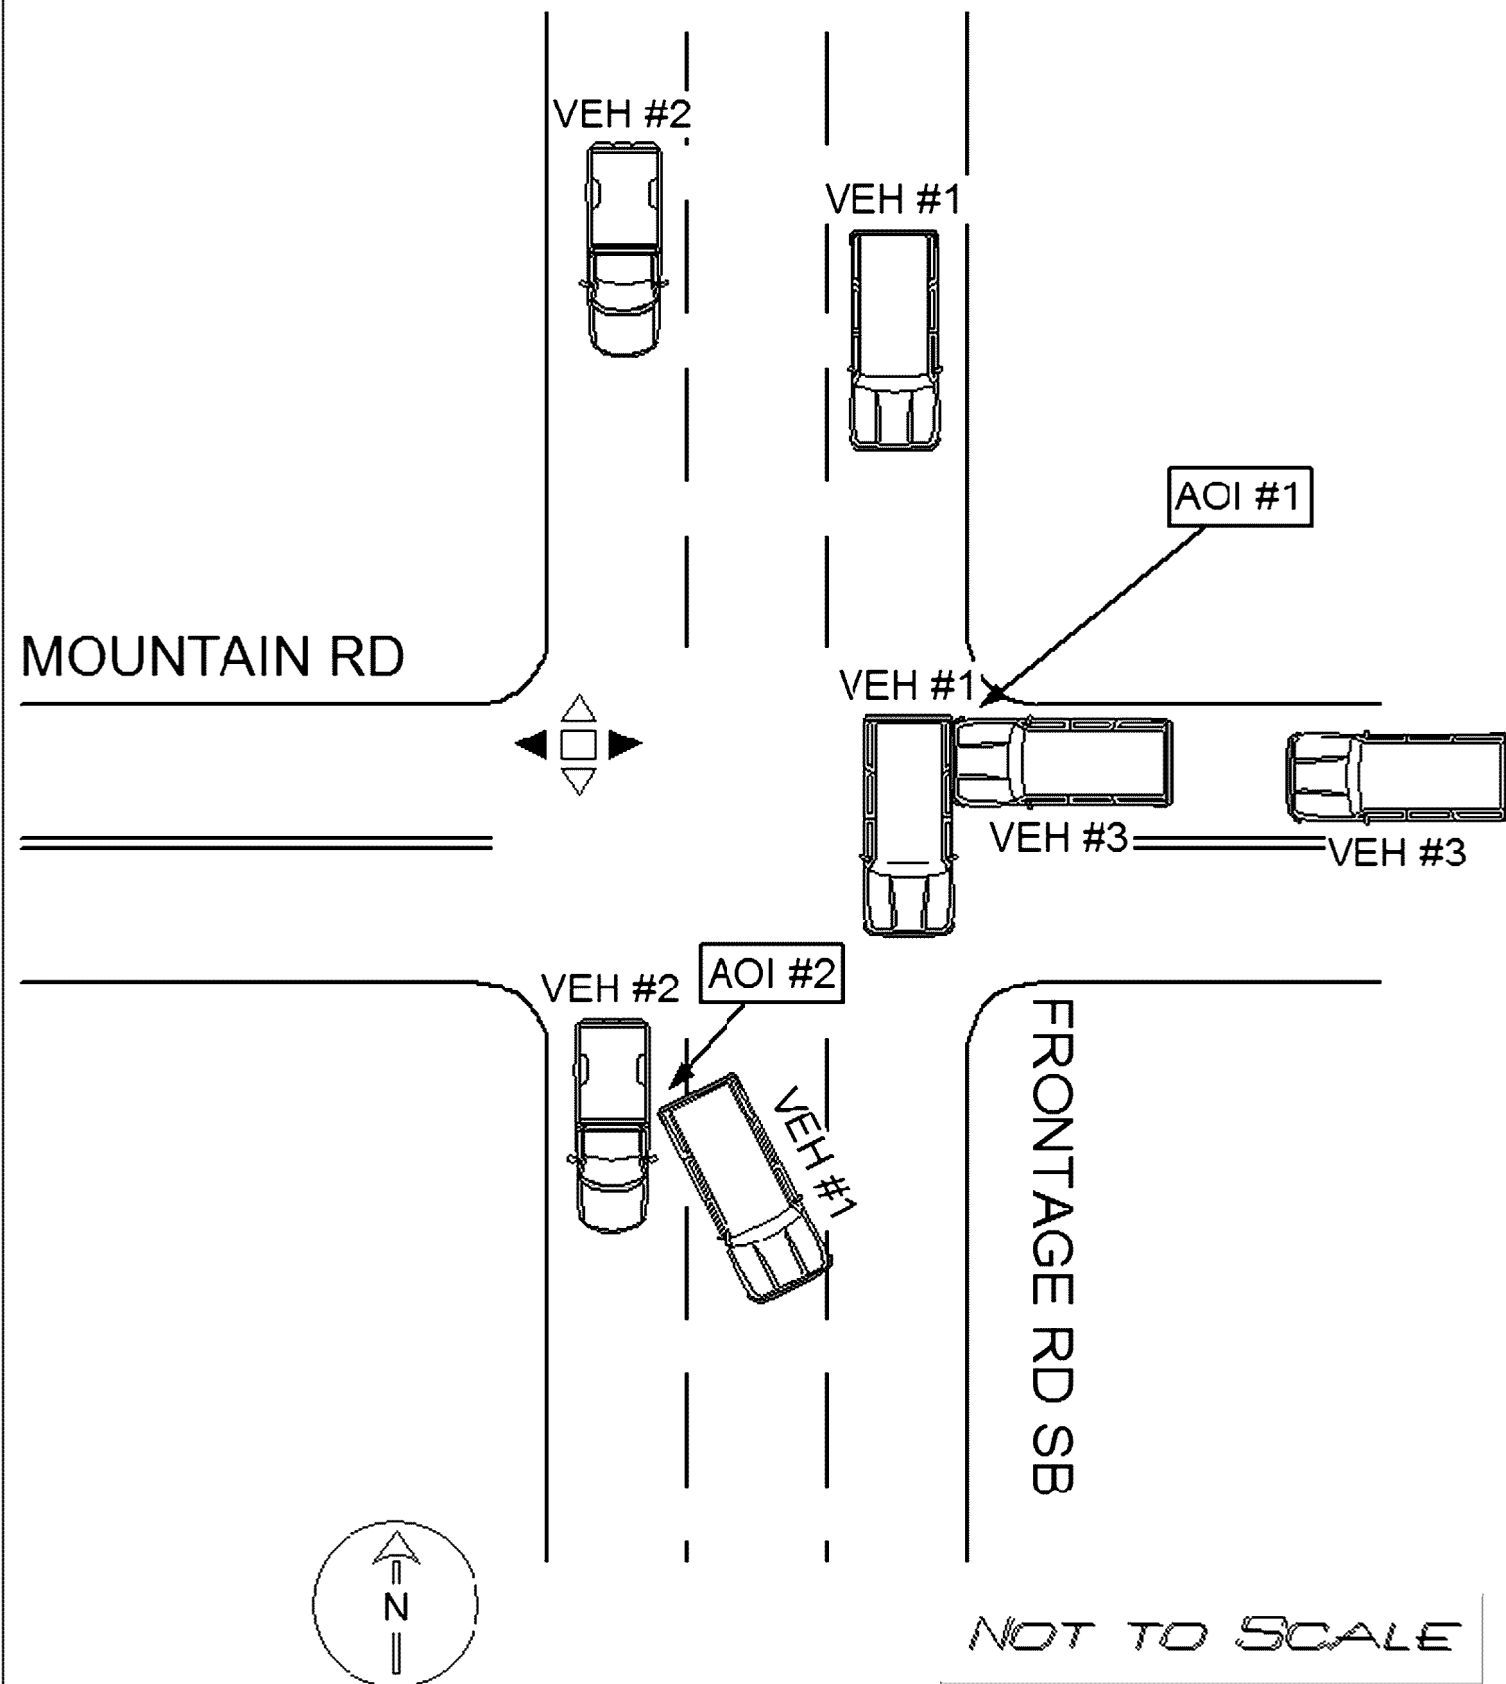 VEH #2
VEH #1
AOI #1
MOUNTAIN RD
VEH #1
VEH #3
VEH #3
VEH #2
AOI #2
VEH #1
FRONTAGE RD SB
N
NOT TO SCALE